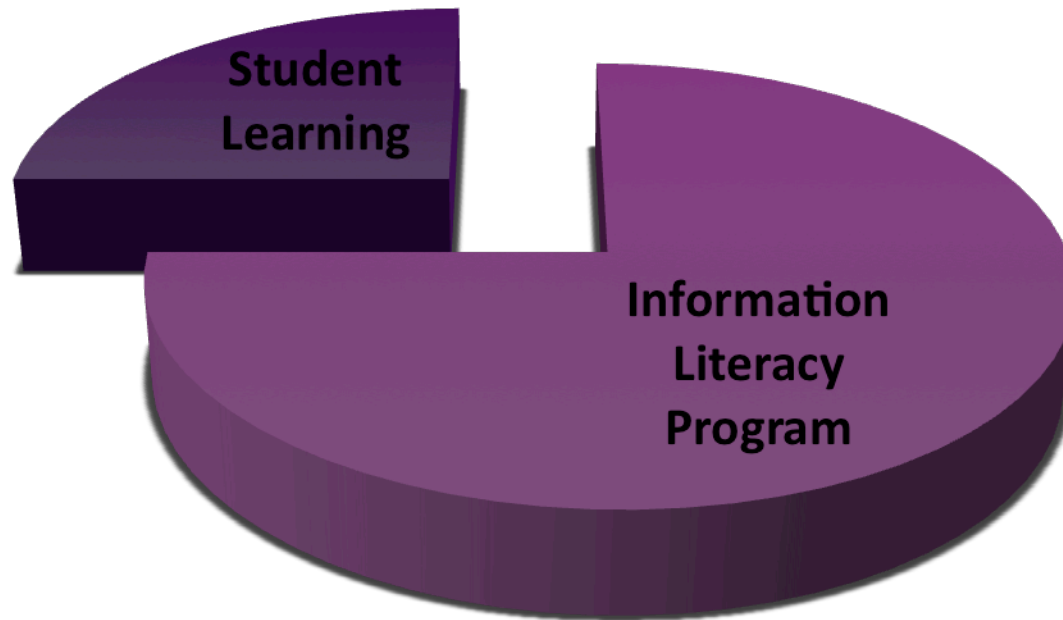 Student
Learning
Information
Literacy
Program